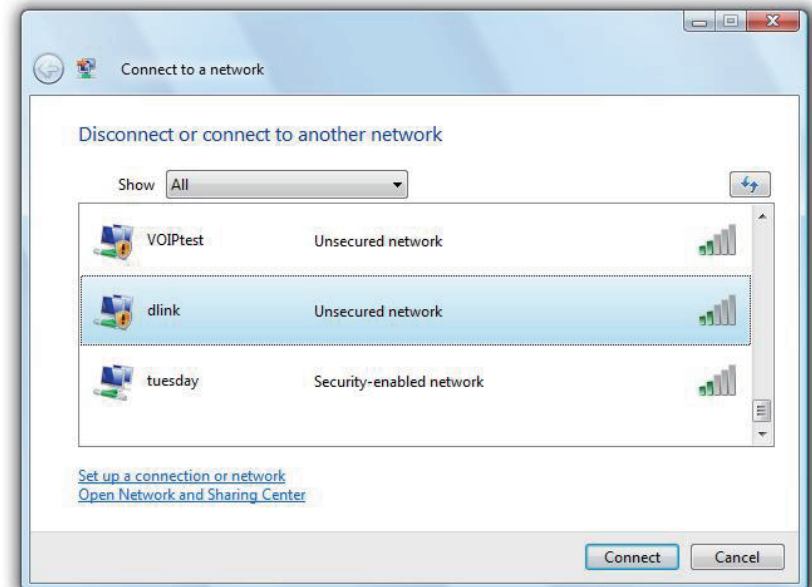 Connect to a network
Disconnect or connect to another network
Show All
VOIPtest Unsecured network
dlink Unsecured network
tuesday Security-enabled network
Set up a connection or network
Open Network and Sharing Center
Connect Cancel